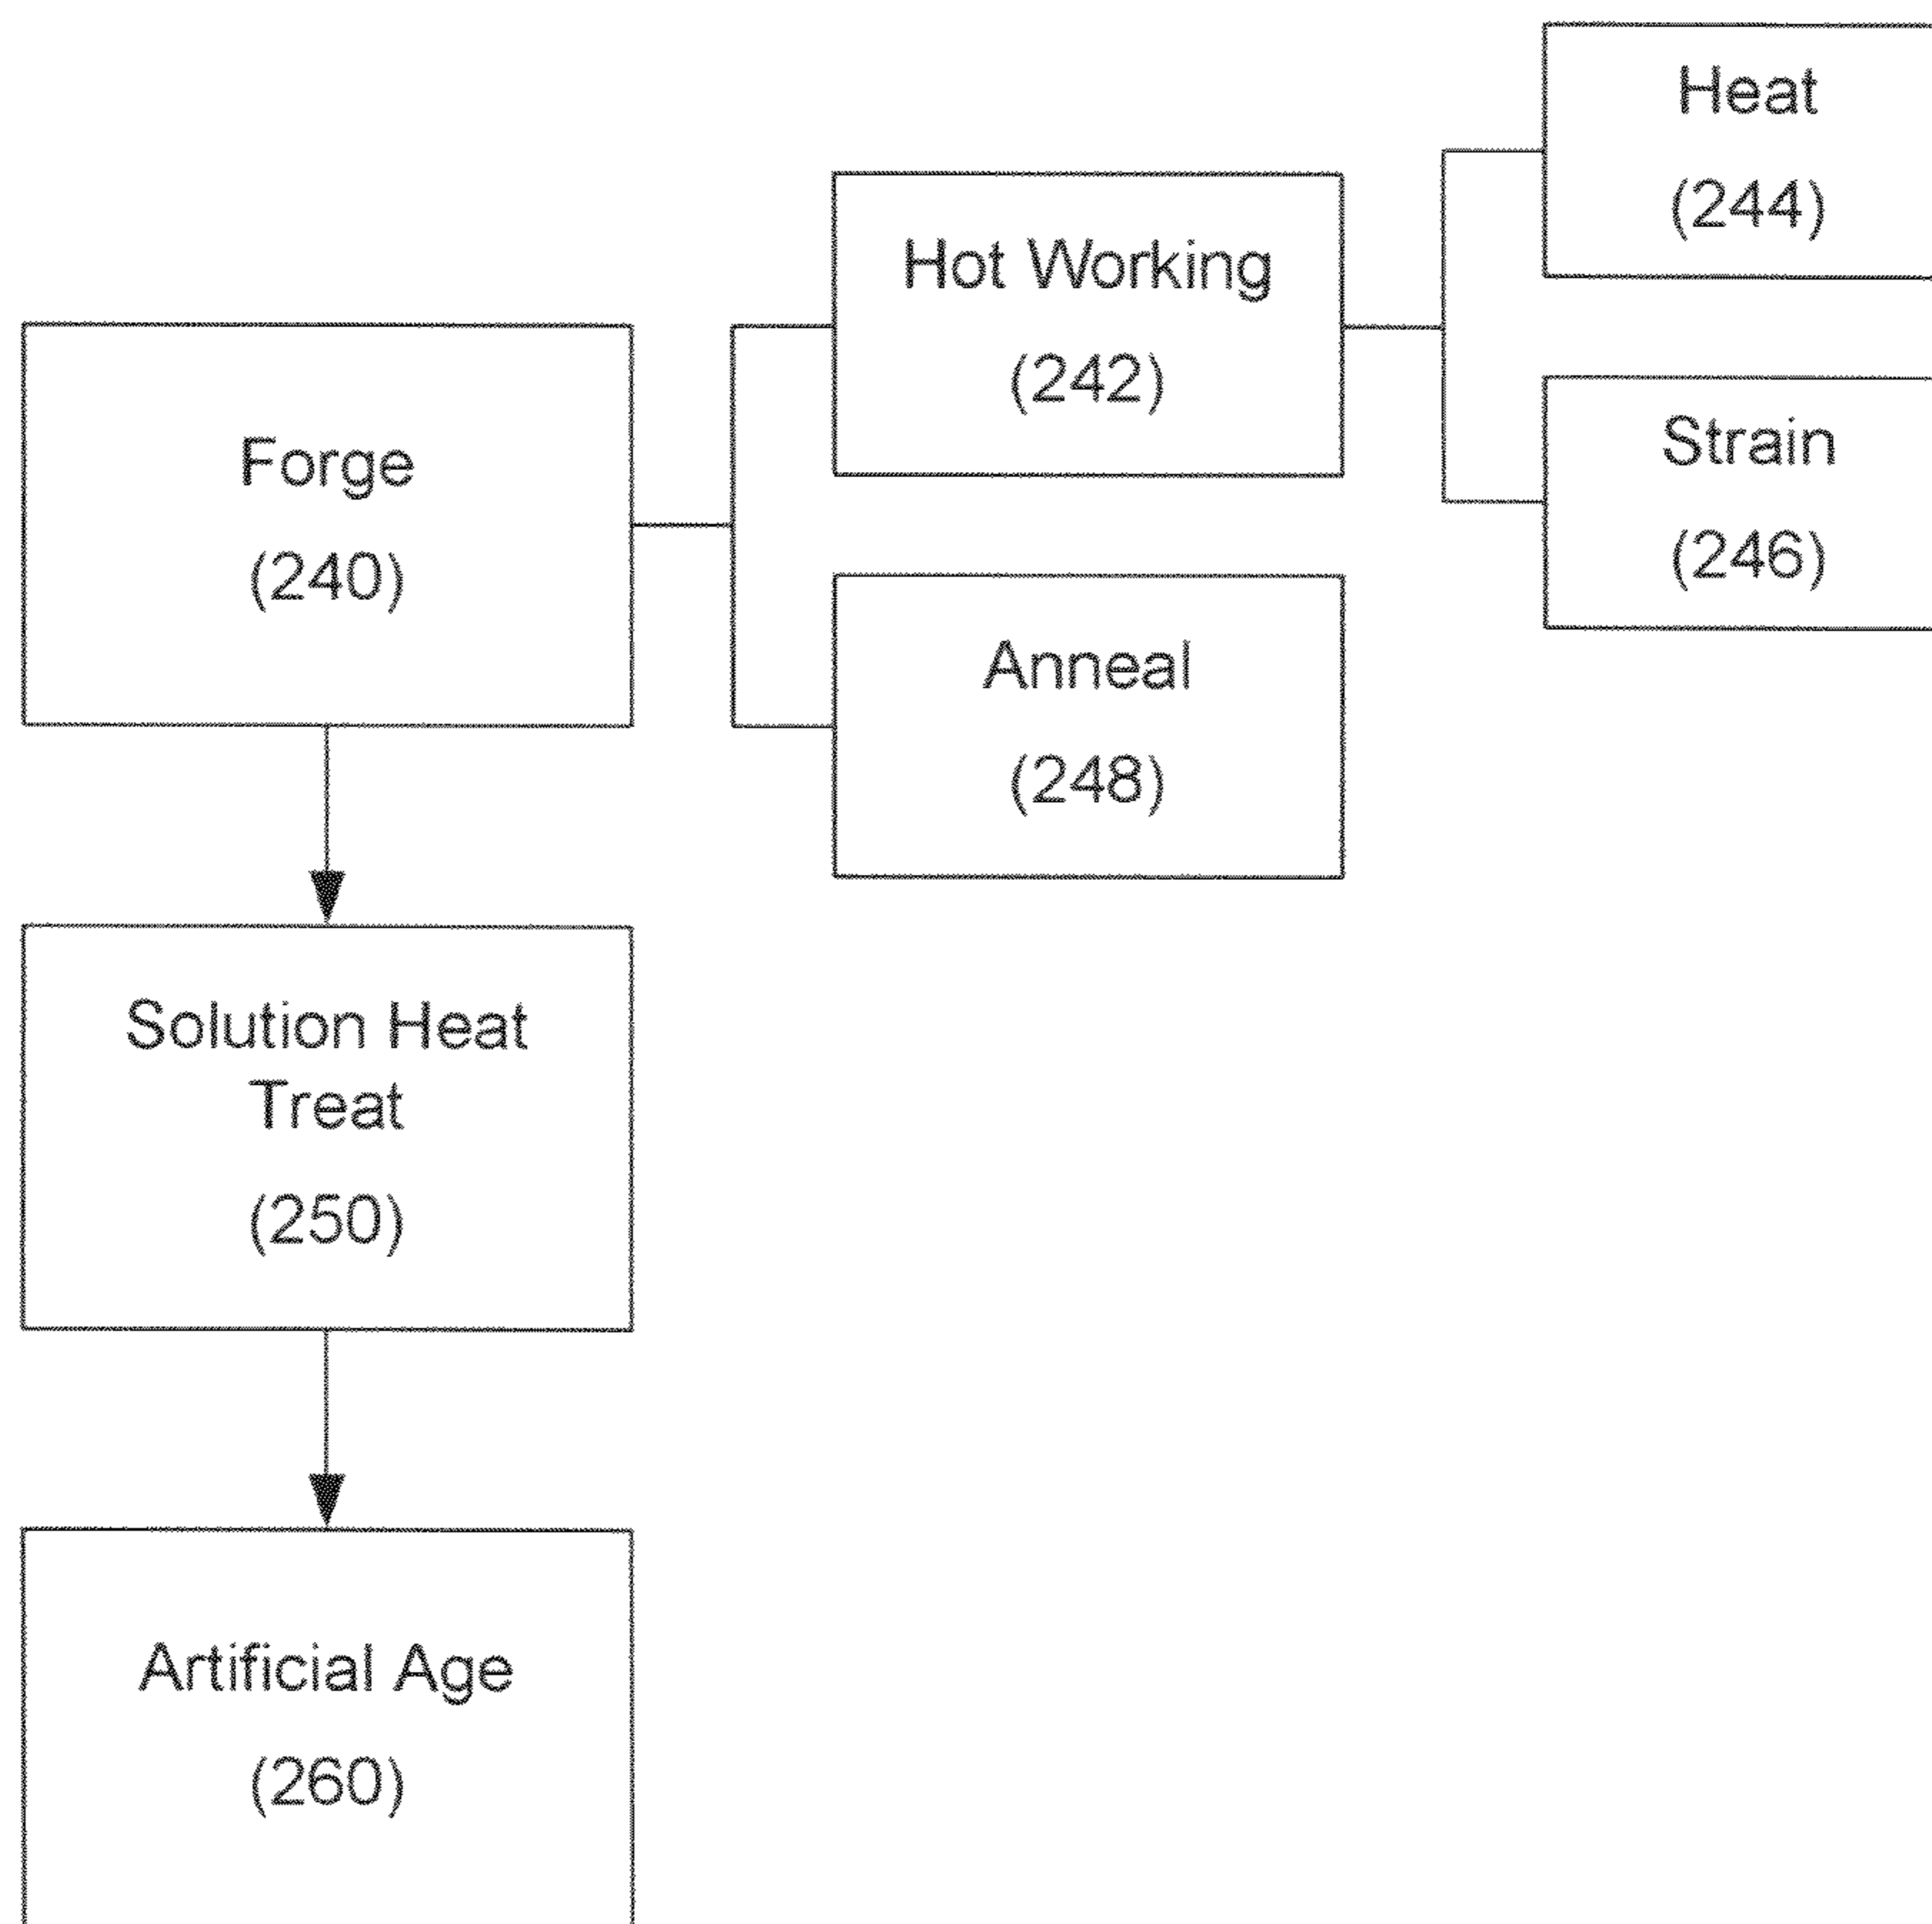 Heat
(244)
Hot Working
(242)
Strain
(246)
Forge
(240)
Anneal
(248)
Solution Heat
Treat
(250)
Artificial Age
(260)